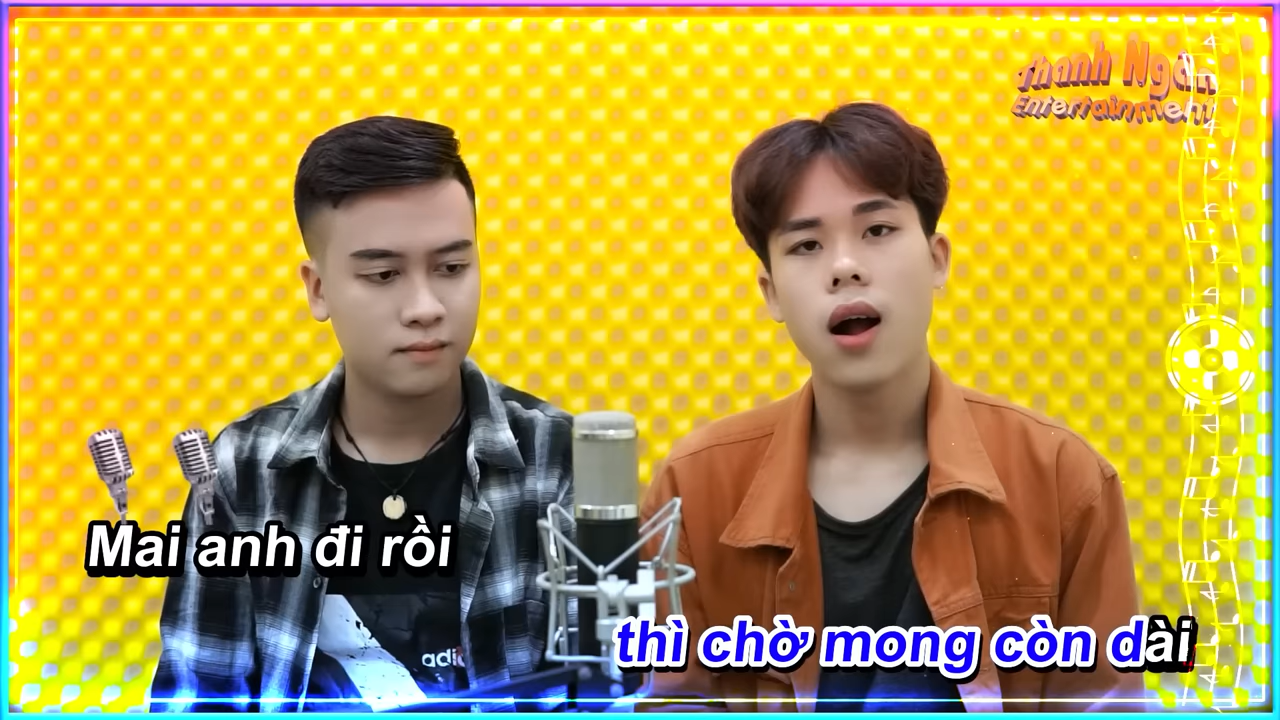 Thanh Ngân
Entertainment
Mai anh đi rồi
thì chờ mong còn dài